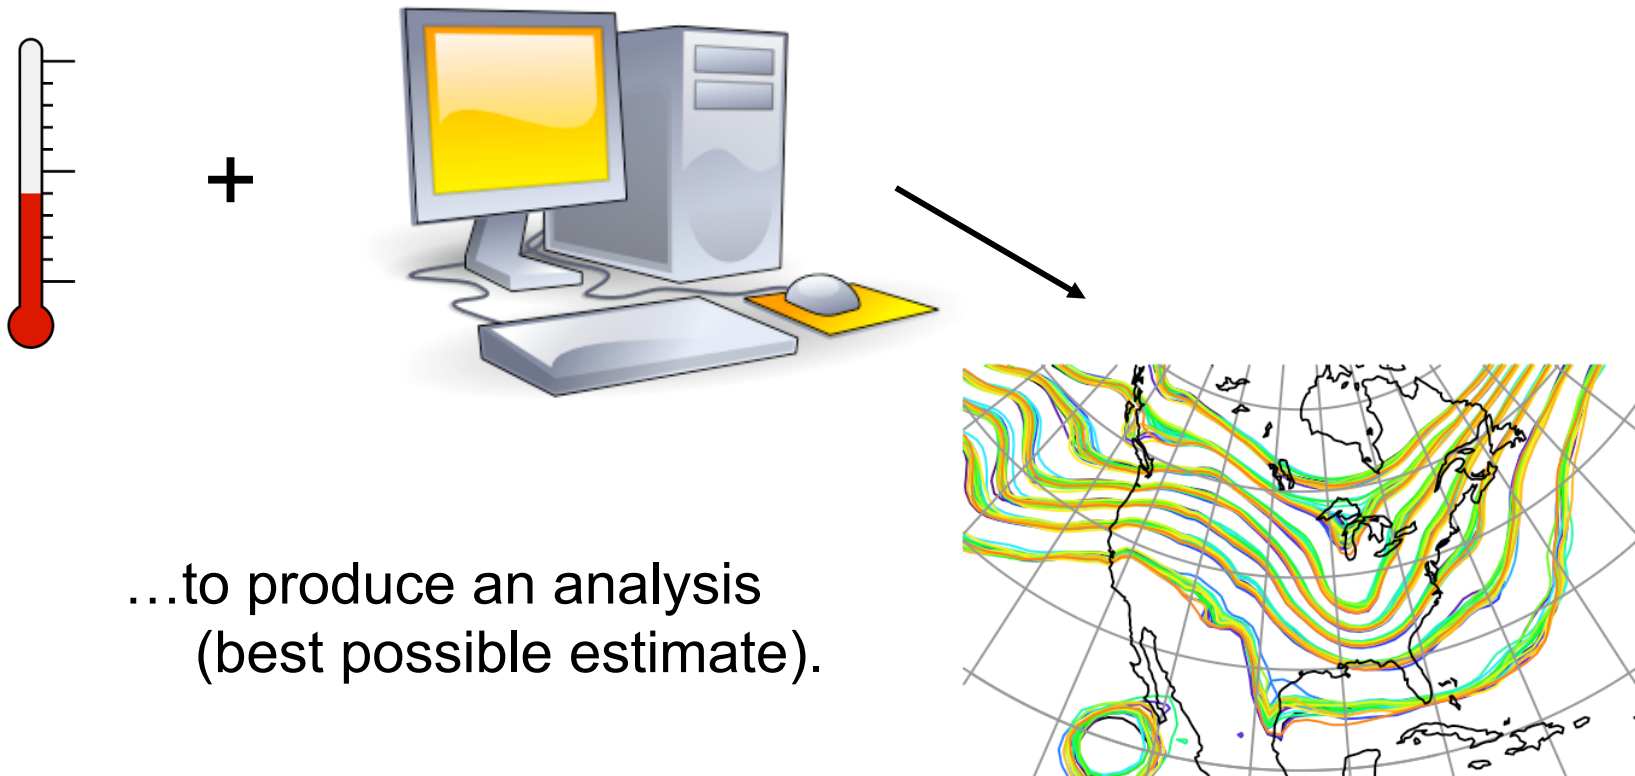 +
…to produce an analysis
(best possible estimate).